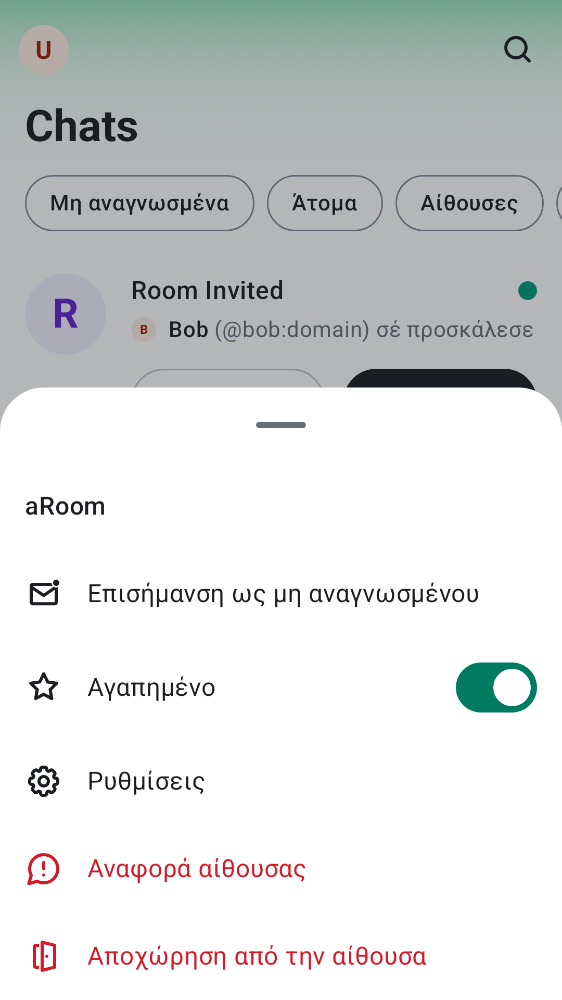 U
Chats
Μη αναγνωσμένα
Άτομα
Αίθουσες
R
Room Invited
B
Bob (@bob:domain) σέ προσκάλεσε
aRoom
Επισήμανση ως μη αναγνωσμένου
Αγαπημένο
Ρυθμίσεις
Αναφορά αίθουσας
Αποχώρηση από την αίθουσα